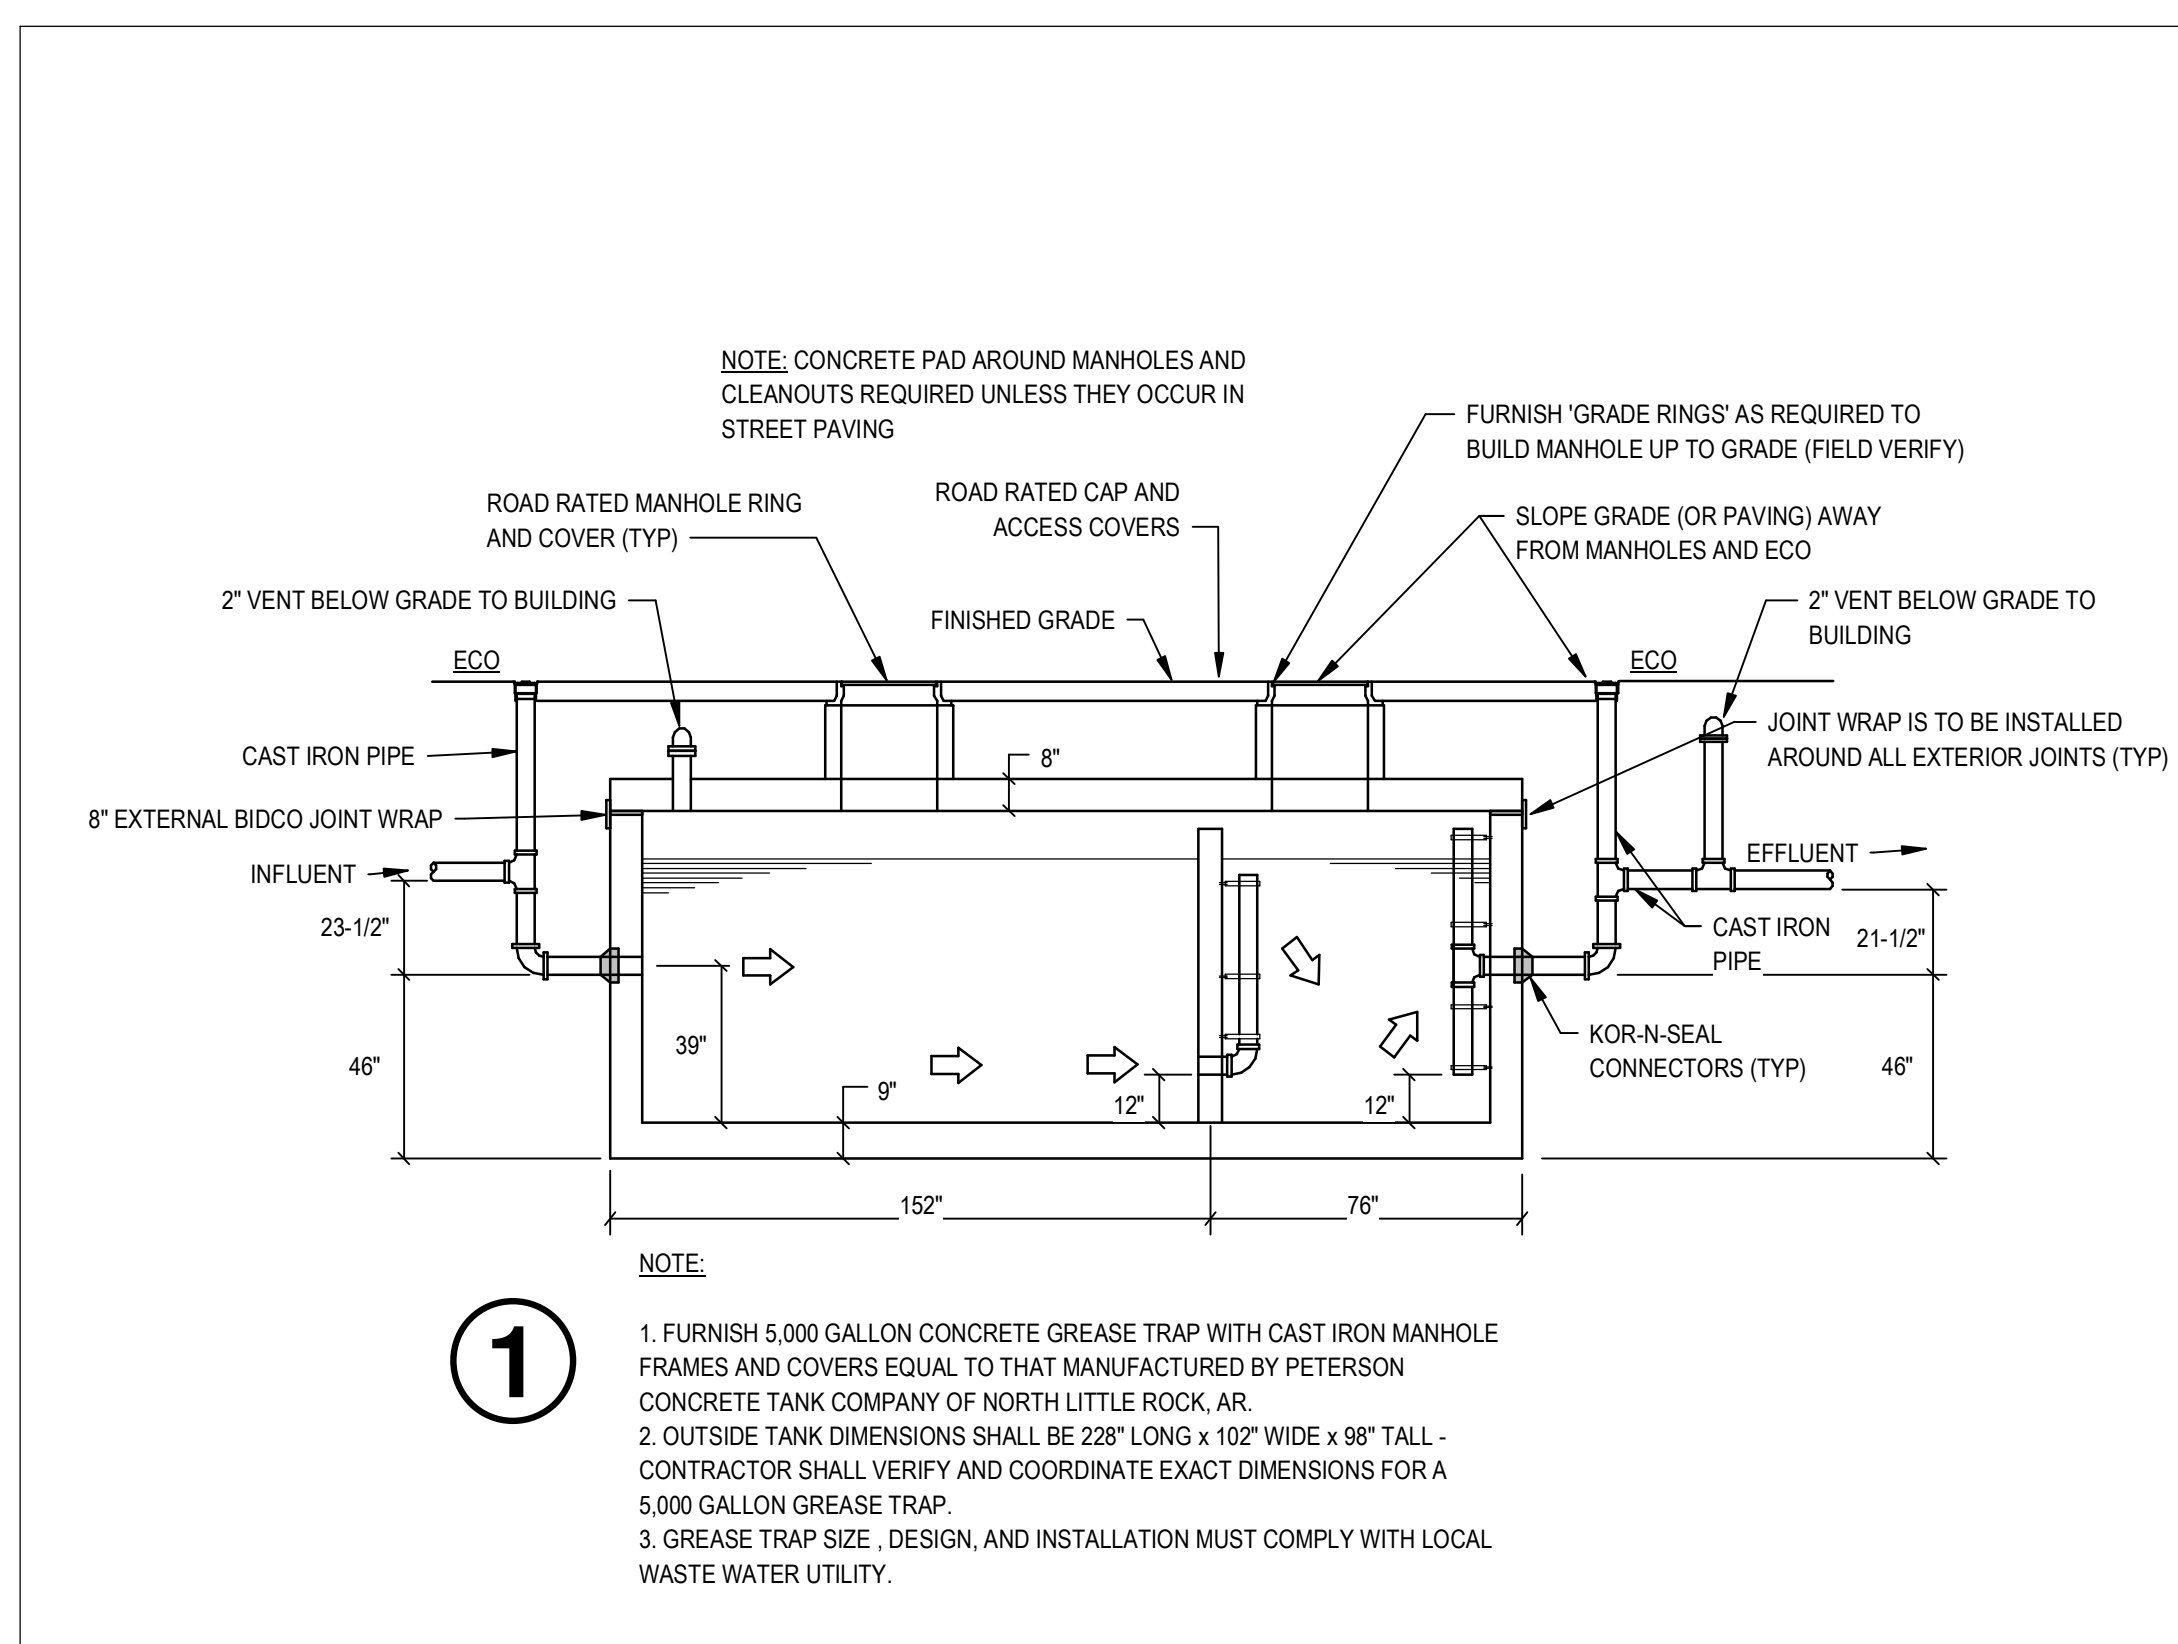 NOTE: CONCRETE PAD AROUND MANHOLES AND
CLEANOUTS REQUIRED UNLESS THEY OCCUR IN
STREET PAVING
FURNISH 'GRADE RINGS' AS REQUIRED TO
BUILD MANHOLE UP TO GRADE (FIELD VERIFY)
ROAD RATED MANHOLE RING
AND COVER (TYP)
ROAD RATED CAP AND
ACCESS COVERS
SLOPE GRADE (OR PAVING) AWAY
FROM MANHOLES AND ECO
2" VENT BELOW GRADE TO BUILDING
FINISHED GRADE
2" VENT BELOW GRADE TO
BUILDING
ECO
ECO
CAST IRON PIPE
8"
JOINT WRAP IS TO BE INSTALLED
AROUND ALL EXTERIOR JOINTS (TYP)
8" EXTERNAL BIDCO JOINT WRAP
INFLUENT
EFFLUENT
23-1/2"
CAST IRON
PIPE
21-1/2"
39"
46"
KOR-N-SEAL
CONNECTORS (TYP)
46"
9"
12"
12"
152"
76"
NOTE:
1
1. FURNISH 5,000 GALLON CONCRETE GREASE TRAP WITH CAST IRON MANHOLE
FRAMES AND COVERS EQUAL TO THAT MANUFACTURED BY PETERSON
CONCRETE TANK COMPANY OF NORTH LITTLE ROCK, AR.
2. OUTSIDE TANK DIMENSIONS SHALL BE 228" LONG x 102" WIDE x 98" TALL -
CONTRACTOR SHALL VERIFY AND COORDINATE EXACT DIMENSIONS FOR A
5,000 GALLON GREASE TRAP.
3. GREASE TRAP SIZE , DESIGN, AND INSTALLATION MUST COMPLY WITH LOCAL
WASTE WATER UTILITY.